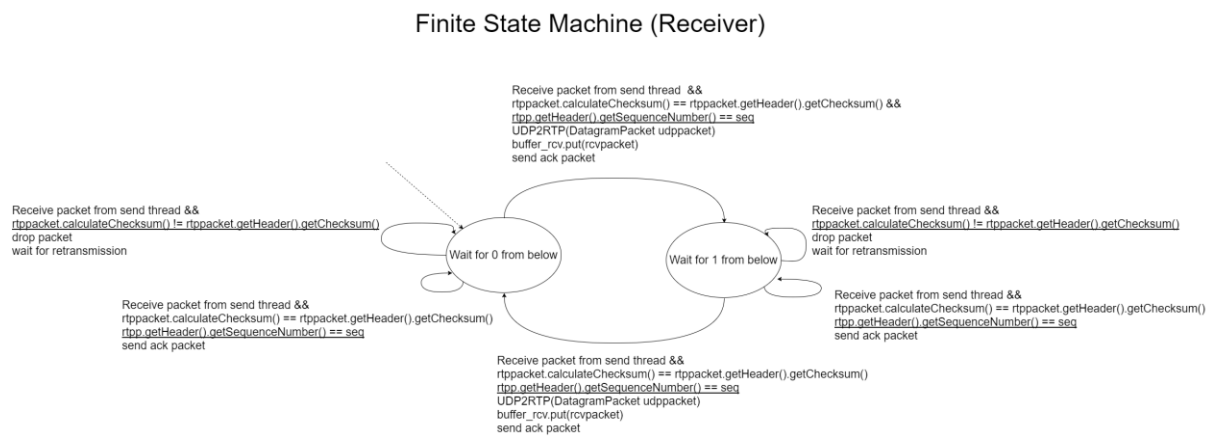 Finite State Machine (Receiver)
Receive packet from send thread  &&
rtppacket.calculateChecksum() == rtppacket.getHeader().getChecksum() &&
rtpp.getHeader().getSequenceNumber() == seq
UDP2RTP(DatagramPacket udppacket)
buffer_rcv.put(rcvpacket)
send ack packet
Receive packet from send thread &&
rtppacket.calculateChecksum() != rtppacket.getHeader().getChecksum()
drop packet
wait for retransmission
Receive packet from send thread &&
rtppacket.calculateChecksum() != rtppacket.getHeader().getChecksum()
drop packet
wait for retransmission
Wait for 0 from below
Wait for 1 from below
Receive packet from send thread &&
rtppacket.calculateChecksum() == rtppacket.getHeader().getChecksum()
rtpp.getHeader().getSequenceNumber() == seq
send ack packet
Receive packet from send thread &&
rtppacket.calculateChecksum() == rtppacket.getHeader().getChecksum()
rtpp.getHeader().getSequenceNumber() == seq
send ack packet
Receive packet from send thread &&
rtppacket.calculateChecksum() == rtppacket.getHeader().getChecksum()
rtpp.getHeader().getSequenceNumber() == seq
UDP2RTP(DatagramPacket udppacket)
buffer_rcv.put(rcvpacket)
send ack packet